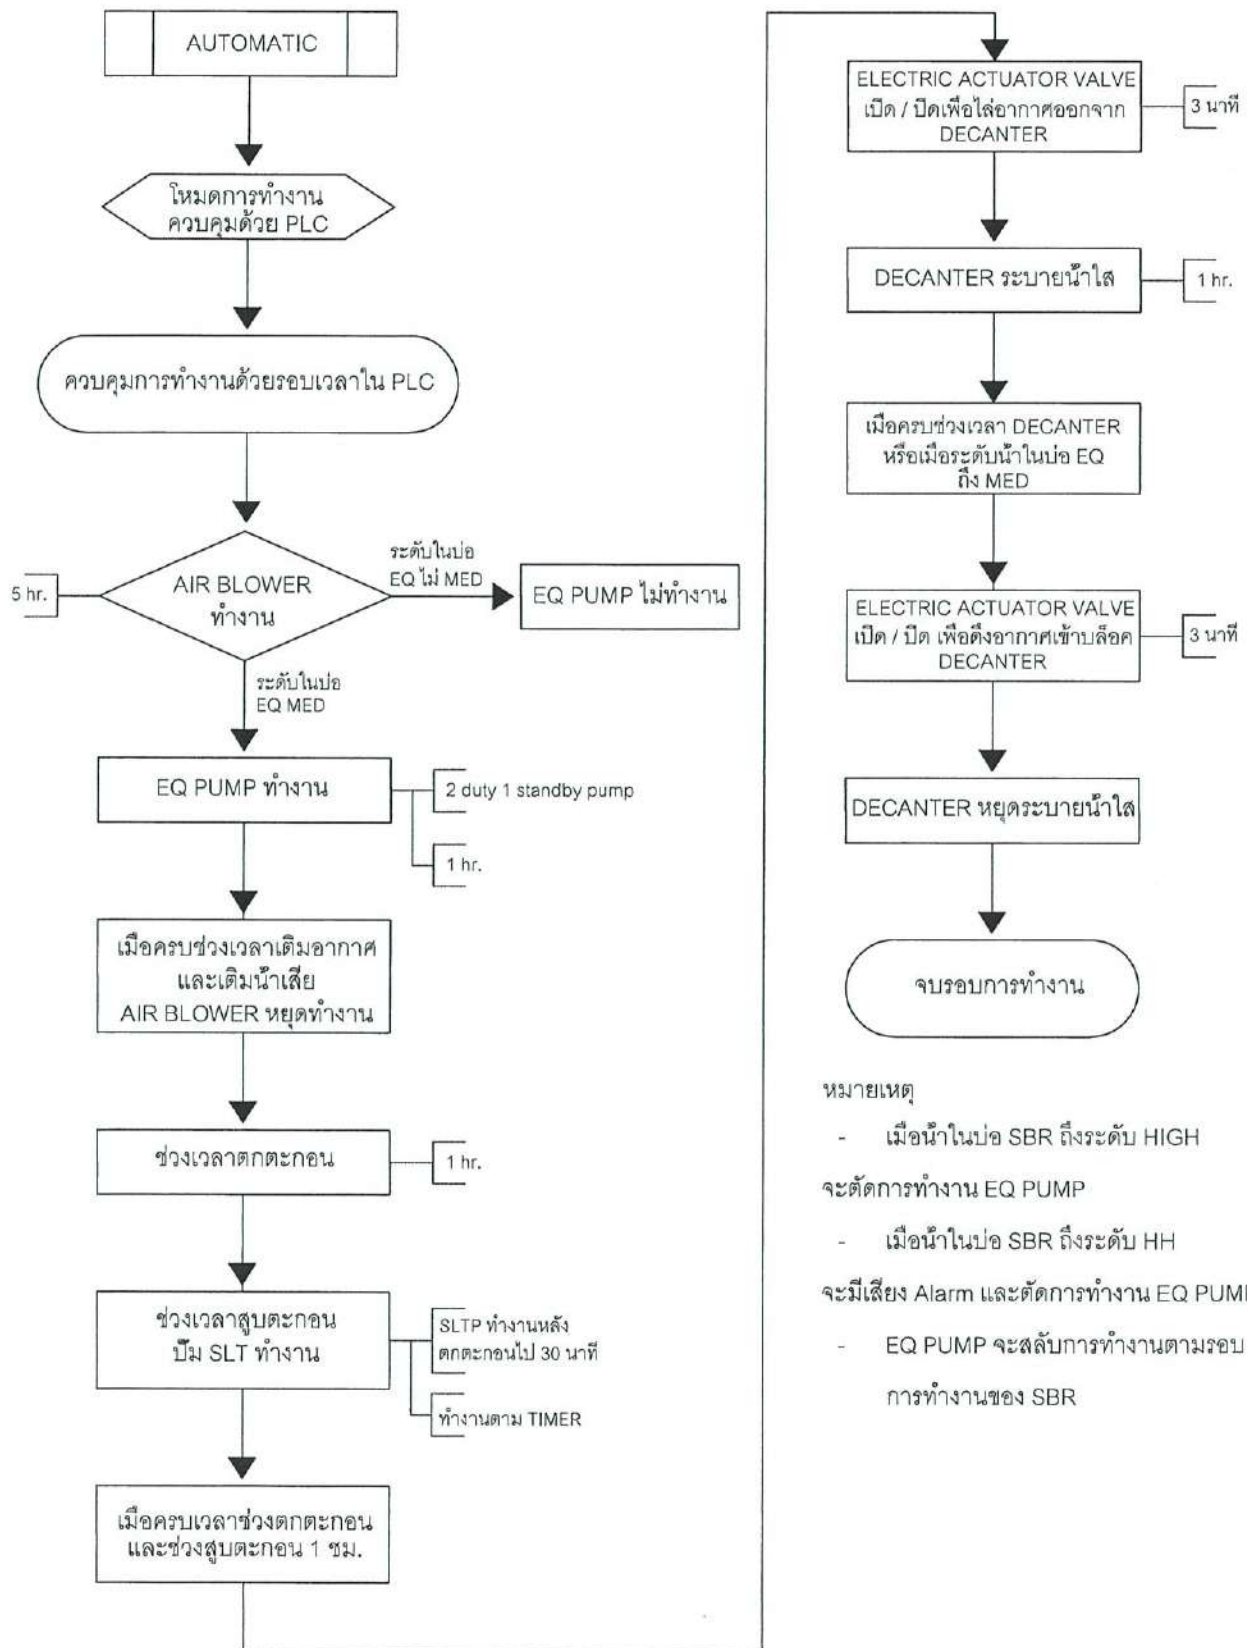 AUTOMATIC
โหมดการทำงาน
ควบคุมด้วย PLC
ควบคุมการทำงานด้วยรอบเวลาใน PLC
5 hr.
AIR BLOWER
ทำงาน
ระดับในบ่อ
EQ ไม่ MED
EQ PUMP ไม่ทำงาน
ระดับในบ่อ
EQ MED
EQ PUMP ทำงาน
2 duty 1 standby pump
1 hr.
เมื่อครบช่วงเวลาเติมอากาศ
และเติมน้ำเสีย
AIR BLOWER หยุดทำงาน
ช่วงเวลาตกตะกอน
1 hr.
ช่วงเวลาสูบตะกอน
ปั๊ม SLT ทำงาน
SLTP ทำงานหลัง
ตกตะกอนไป 30 นาที
ทำงานตาม TIMER
เมื่อครบเวลาช่วงตกตะกอน
และช่วงสูบตะกอน 1 ชม.
ELECTRIC ACTUATOR VALVE
เปิด / ปิดเพื่อไล่อากาศออกจาก
DECANTER
3 นาที
DECANTER ระบายน้ำใส
1 hr.
เมื่อครบช่วงเวลา DECANTER
หรือเมื่อระดับน้ำในบ่อ EQ
ถึง MED
ELECTRIC ACTUATOR VALVE
เปิด / ปิด เพื่อดึงอากาศเข้าบล็อค
DECANTER
3 นาที
DECANTER หยุดระบายน้ำใส
จบรอบการทำงาน
หมายเหตุ
- เมื่อน้ำในบ่อ SBR ถึงระดับ HIGH
จะตัดการทำงาน EQ PUMP
- เมื่อน้ำในบ่อ SBR ถึงระดับ HH
จะมีเสียง Alarm และตัดการทำงาน EQ PUM
- EQ PUMP จะสลับการทำงานตามรอบ
การทำงานของ SBR